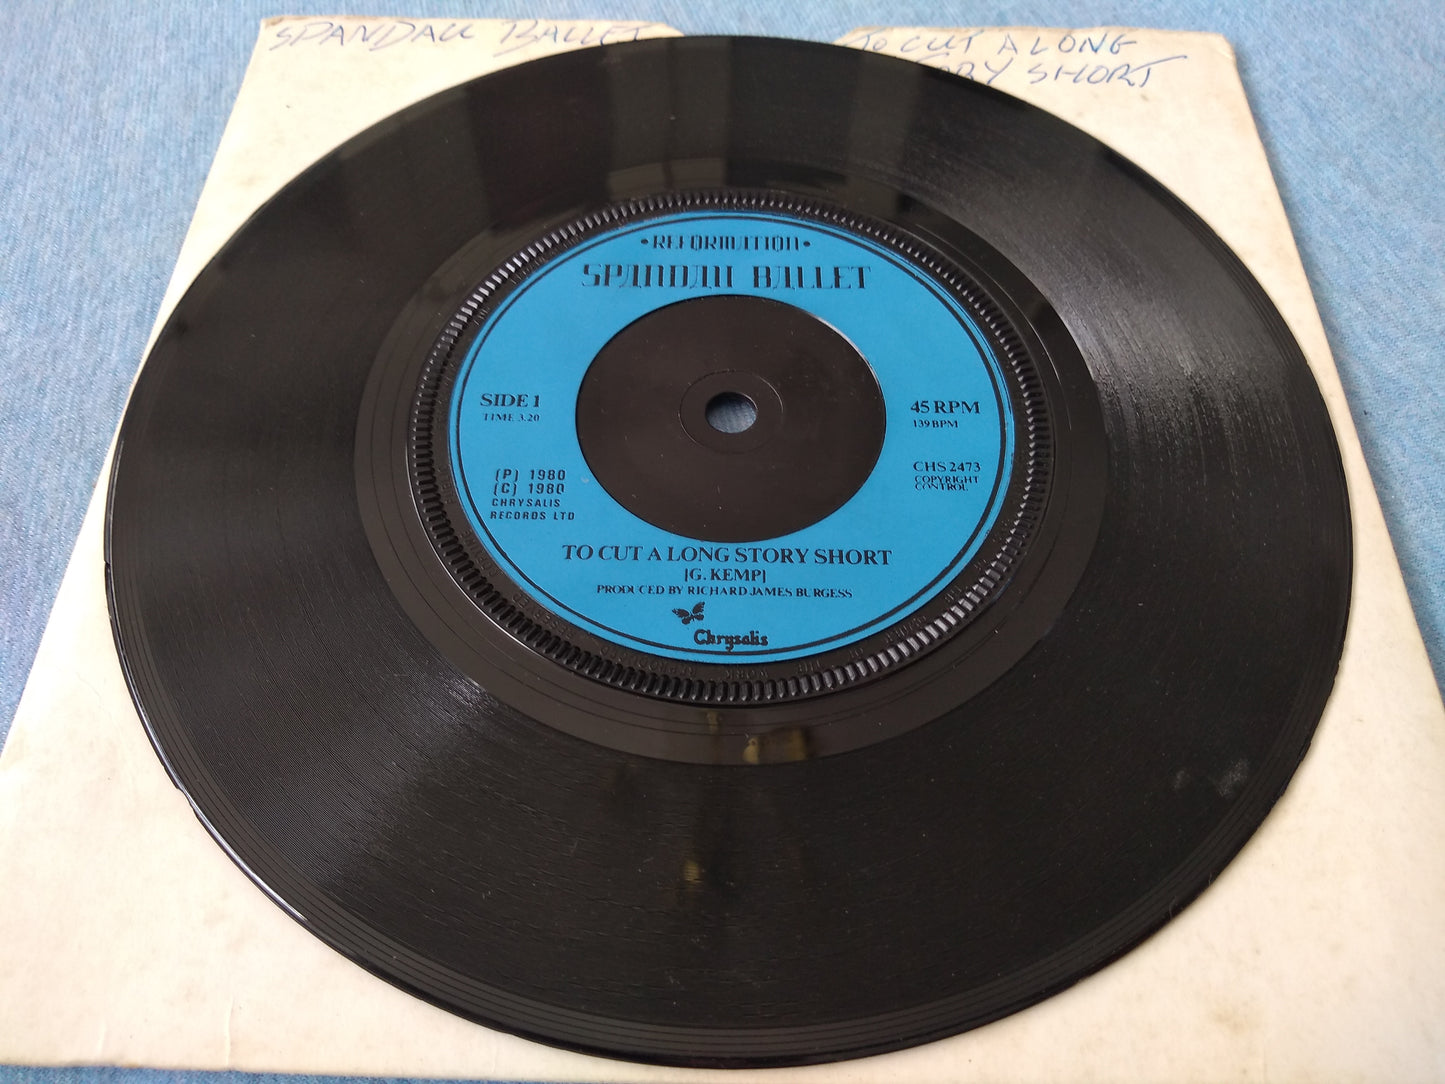 SPANDAU BALLET
TO CUT A LONG
STORY SHORT
•REFORMATION•
SPANDAU BALLET
SIDE 1
TIME 3.20
45 RPM
139 BPM
(P) 1980
(C) 1980
CHRYSALIS
RECORDS LTD
CHS 2473
COPYRIGHT
CONTROL
TO CUT A LONG STORY SHORT
[G. KEMP]
PRODUCED BY RICHARD JAMES BURGESS
Chrysalis